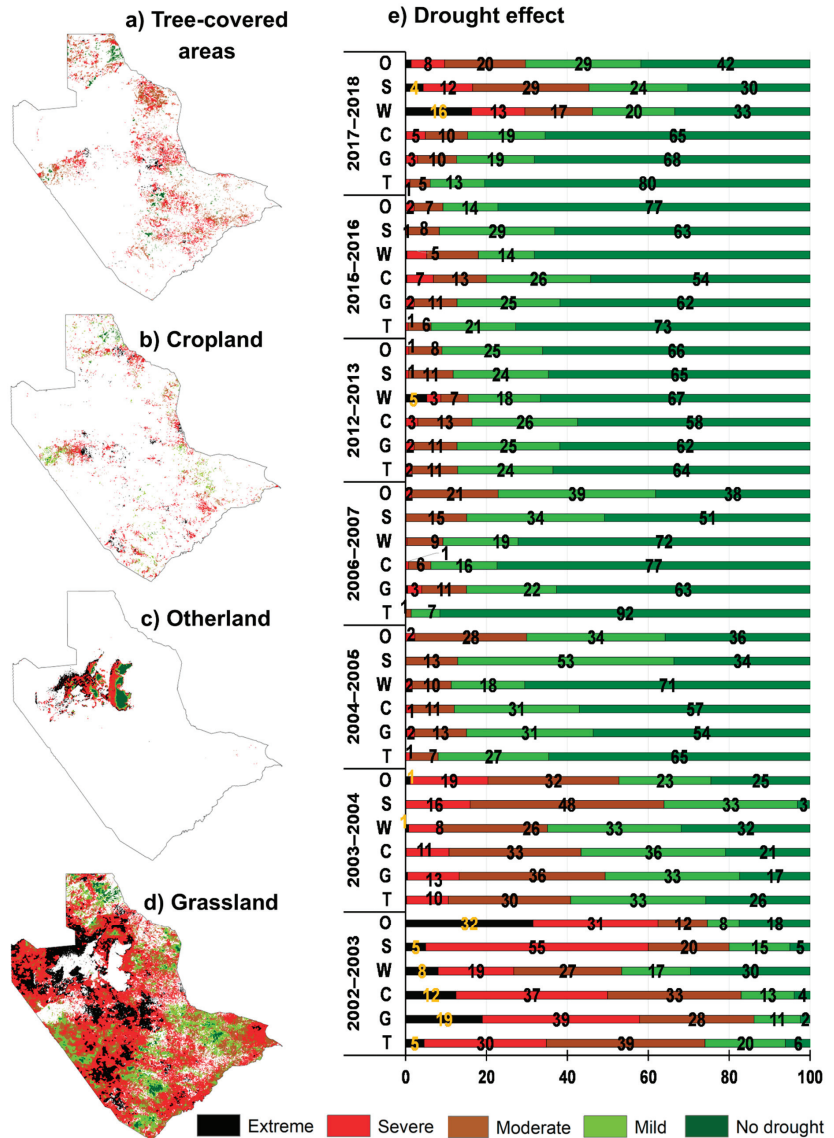 a) Tree-covered
areas
b) Cropland
c) Otherland
d) Grassland
e) Drought effect
2017–2018
O 8 20 29 42
S 4 12 29 24 30
W 16 13 17 20 33
C 5 10 19 65
G 3 10 19 68
T 1 5 13 80
2015–2016
O 2 7 14 77
S 1 8 29 63
W 5 14
C 7 13 26 54
G 2 11 25 62
T 1 6 21 73
2012–2013
O 1 8 25 66
S 1 11 24 65
W 5 3 7 18 67
C 3 13 26 58
G 2 11 25 62
T 2 11 24 64
2006–2007
O 2 21 39 38
S 15 34 51
W 9 19 72
C 1 6 16 77
G 3 11 22 63
T 1 7 92
2004–2005
O 2 28 34 36
S 13 53 34
W 2 10 18 71
C 1 11 31 57
G 2 13 31 54
T 1 7 27 65
2003–2004
O 1 19 32 23 25
S 16 48 33 3
W 1 8 26 33 32
C 11 33 36 21
G 13 36 33 17
T 10 30 33 26
2002–2003
O 32 31 12 8 18
S 5 55 20 15 5
W 8 19 27 17 30
C 12 37 33 13 4
G 19 39 28 11 2
T 5 30 39 20 6
0 20 40 60 80 100
Extreme Severe Moderate Mild No drought